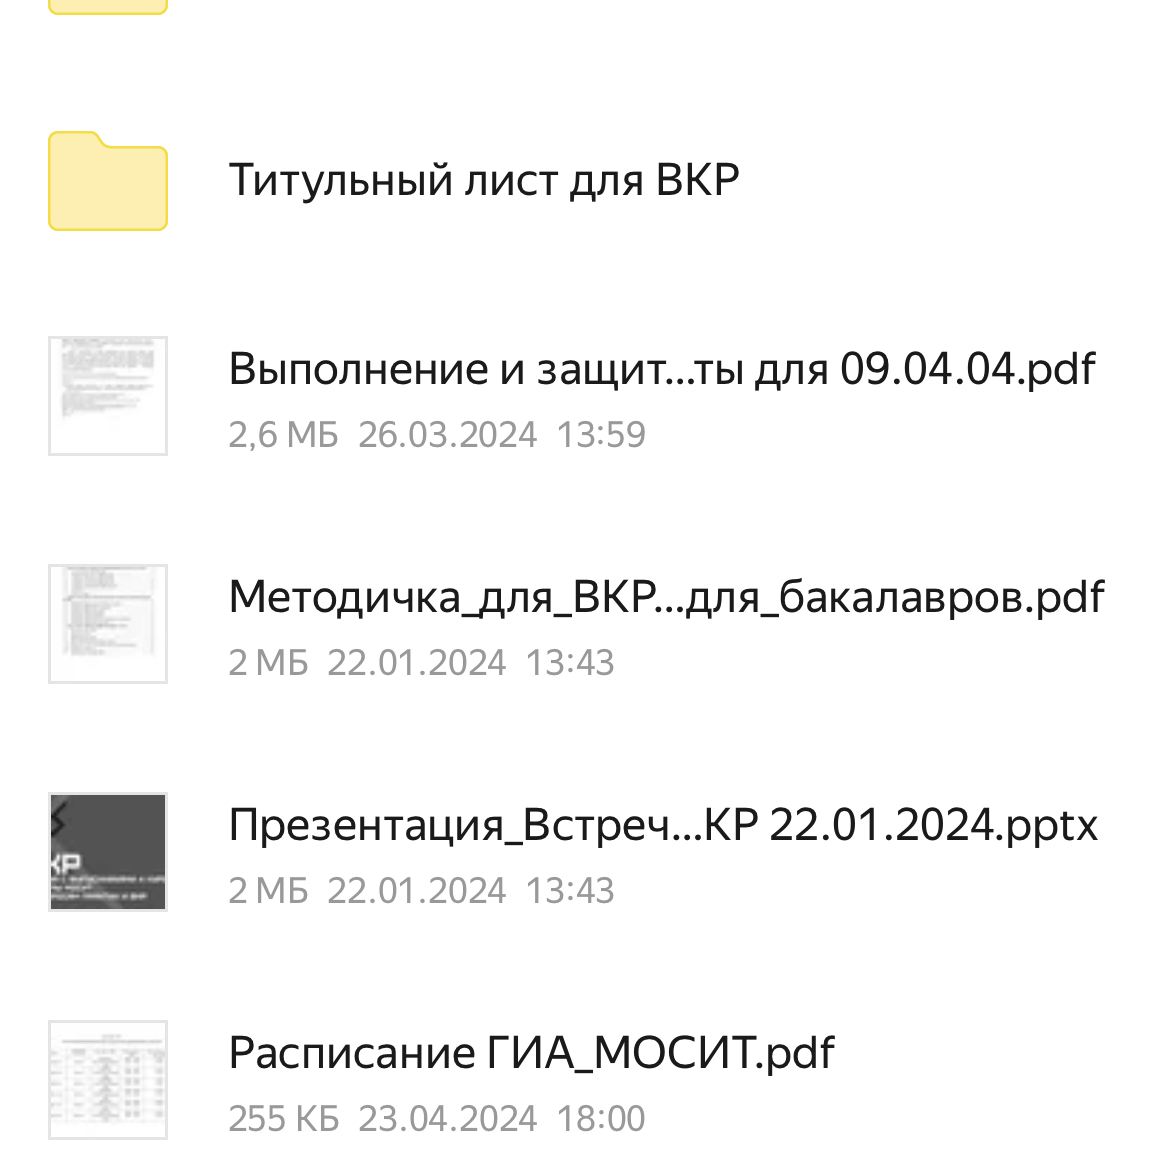 Титульный лист для ВКР
Выполнение и защит...ты для 09.04.04.pdf
2,6 МБ 26.03.2024 13:59
Методичка_для_ВКР...для_бакалавров.pdf
2 МБ 22.01.2024 13:43
Презентация_Встреч...КР 22.01.2024.pptx
2 МБ 22.01.2024 13:43
Расписание ГИА_МОСИТ.pdf
255 КБ 23.04.2024 18:00